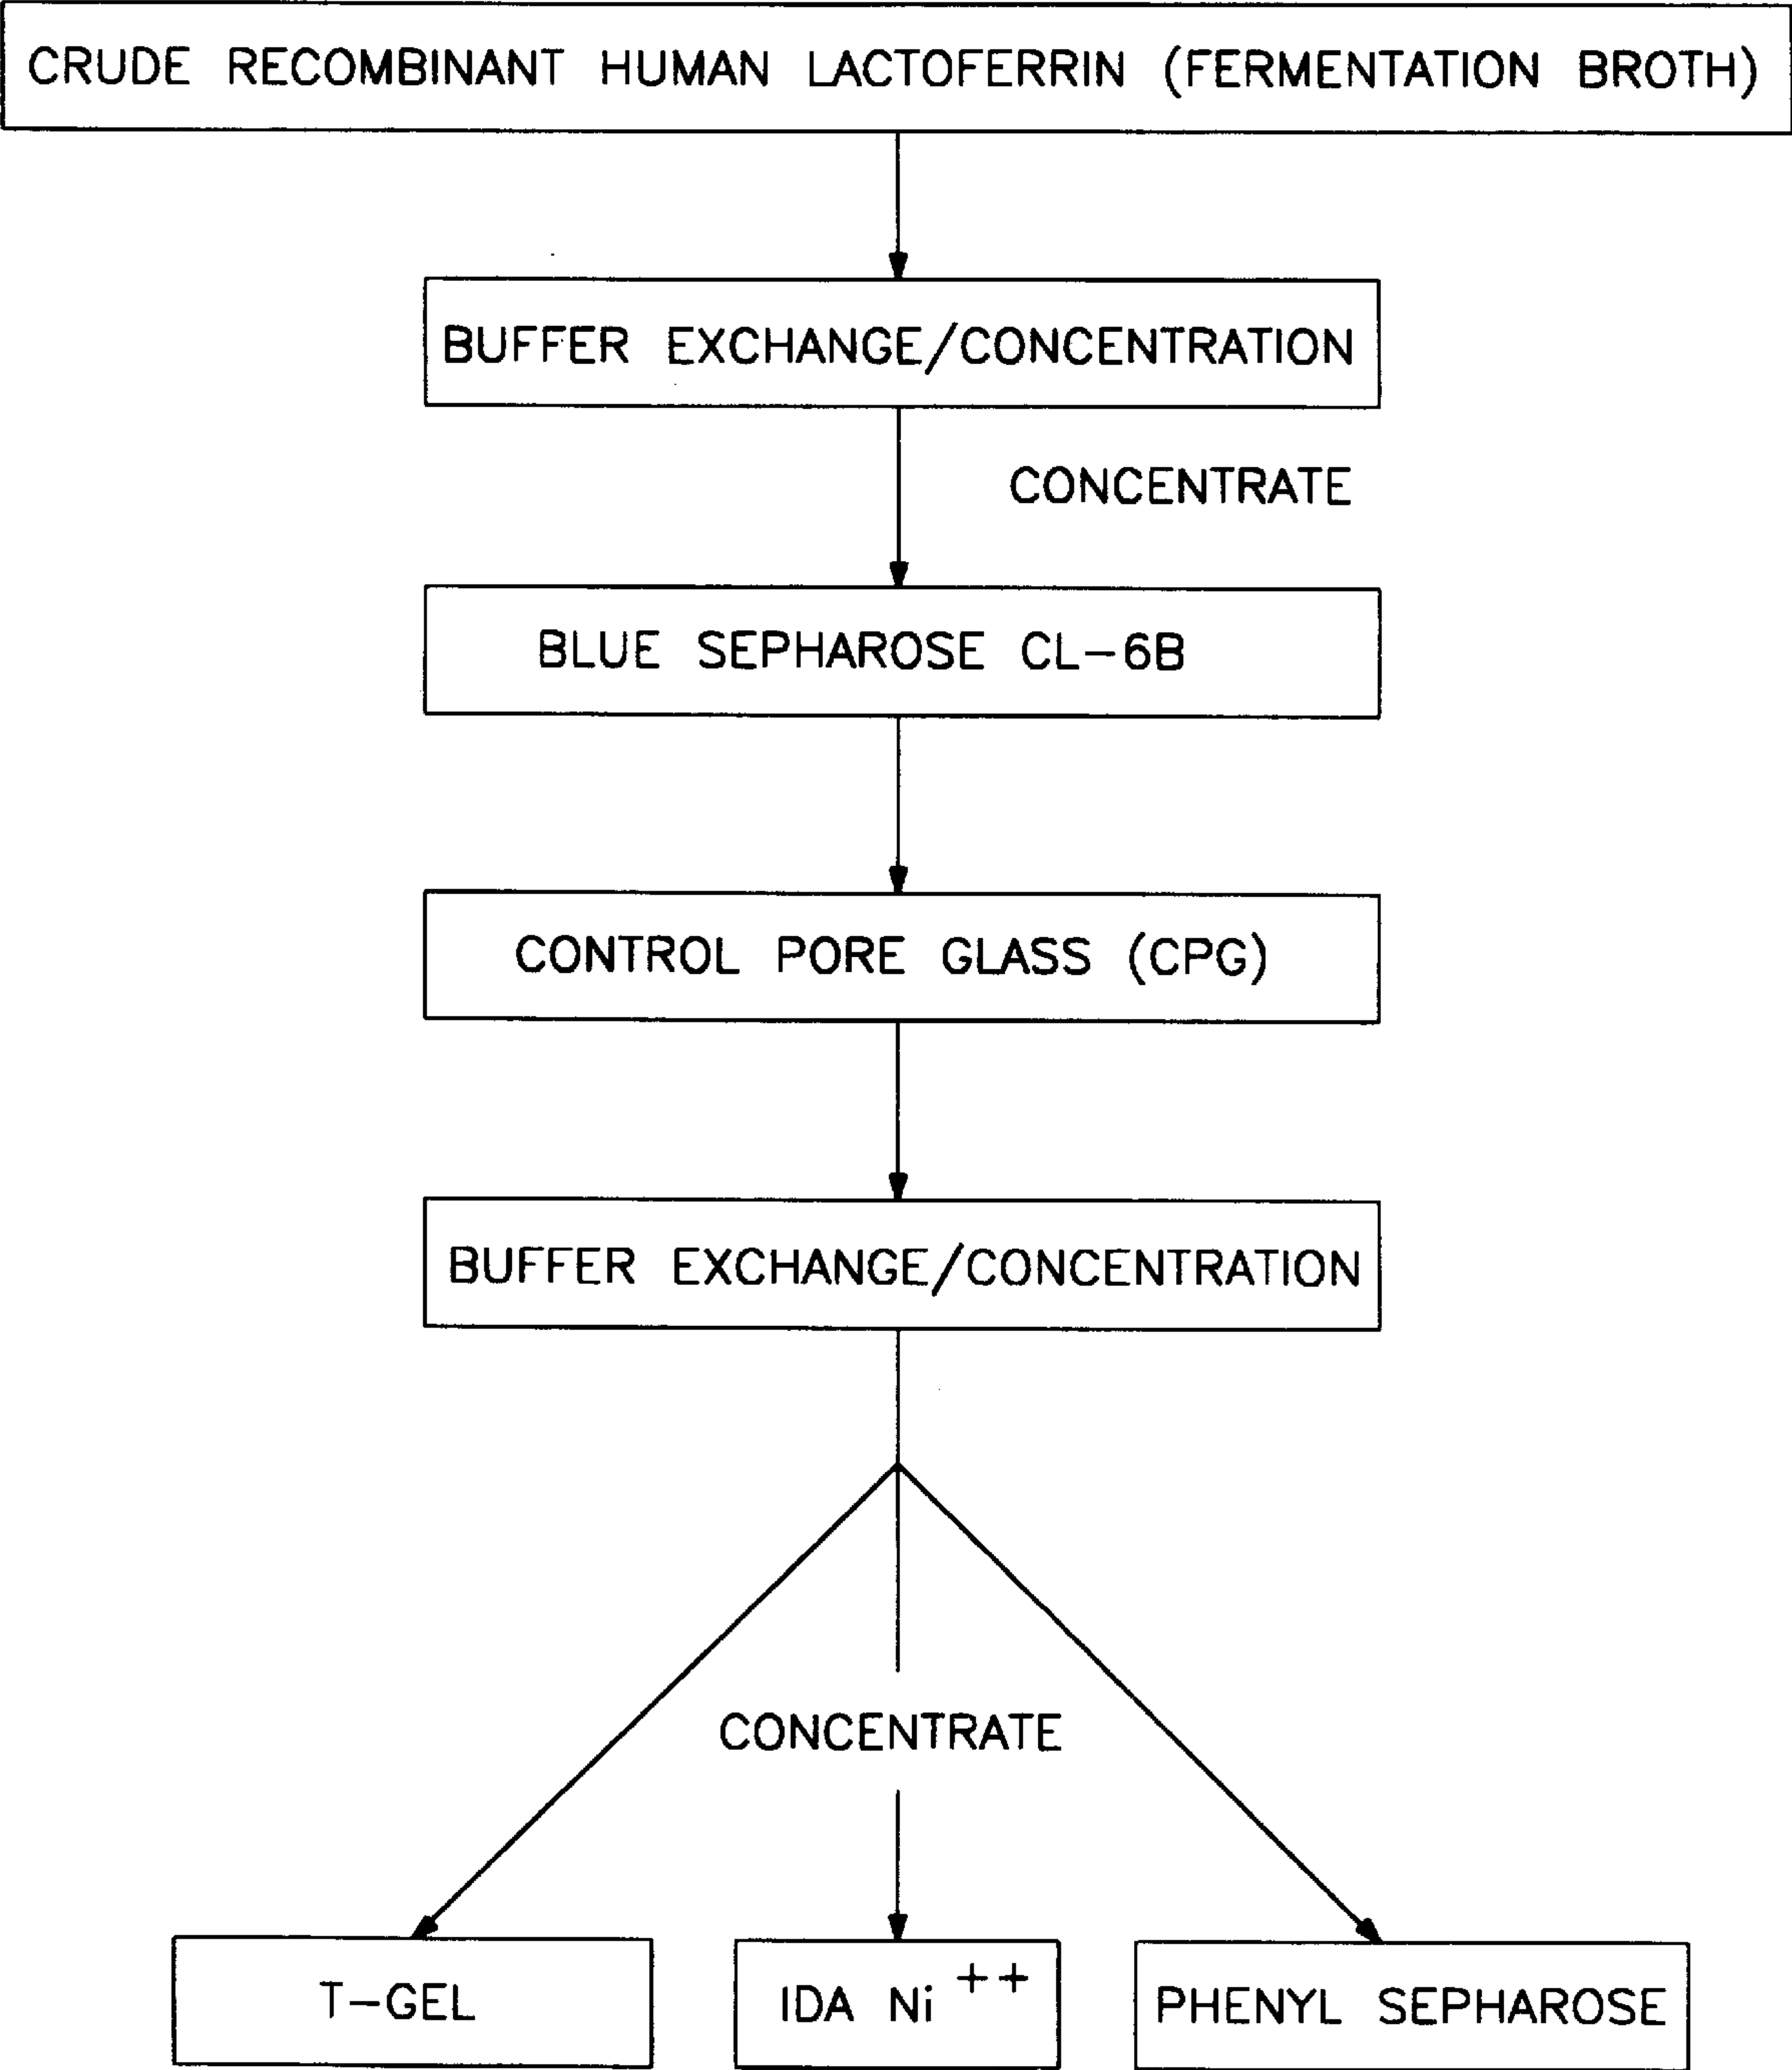 CRUDE RECOMBINANT HUMAN LACTOFERRIN (FERMENTATION BROTH)
BUFFER EXCHANGE/CONCENTRATION
CONCENTRATE
BLUE SEPHAROSE CL-6B
CONTROL PORE GLASS (CPG)
BUFFER EXCHANGE/CONCENTRATION
CONCENTRATE
T-GEL
IDA Ni ++
PHENYL SEPHAROSE